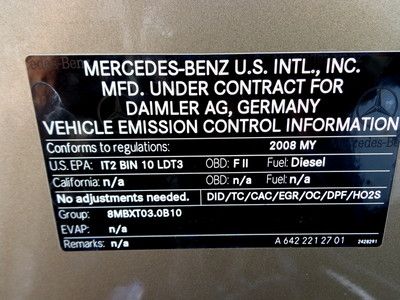 MERCEDES-BENZ U.S. INTL., INC.
MFD. UNDER CONTRACT FOR
DAIMLER AG, GERMANY
VEHICLE EMISSION CONTROL INFORMATION
Conforms to regulations: 2008 MY
U.S. EPA: IT2 BIN 10 LDT3 OBD: F II Fuel: Diesel
California: n/a OBD: n/a Fuel: n/a
No adjustments needed. DID/TC/CAC/EGR/OC/DPF/HO2S
Group: 8MBXT03.0B10
EVAP: n/a
Remarks: n/a A 642 221 27 01 2428291